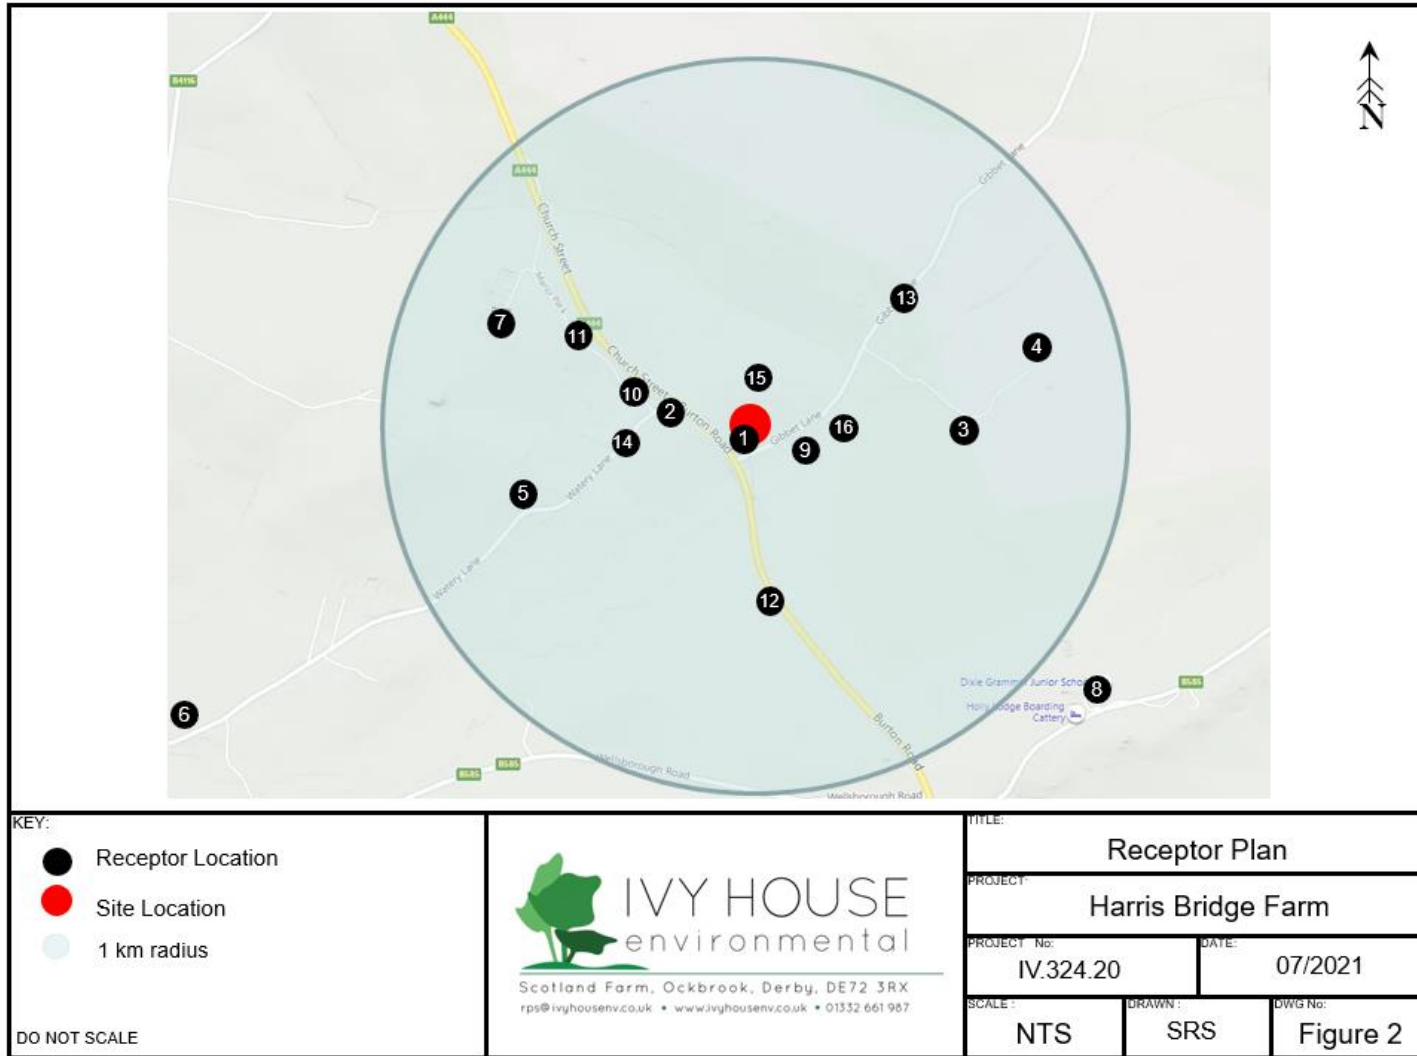 A444
B4116
A444
Gibbet Lane
Church Street
Manor Park
13
7
11
4
Church Street
15
10
2
Burton Road
1
Gibbet Lane
16
3
14
9
5
Watery Lane
Watery Lane
12
6
Dixie Grammar Junior School
8
B585
Holly Lodge Boarding
Cattery
Burton Road
B585
B585
Wellsborough Road
Wellsborough Road
N
KEY:
Receptor Location
Site Location
1 km radius
DO NOT SCALE
IVY HOUSE
environmental
Scotland Farm, Ockbrook, Derby, DE72 3RX
rps@ivyhousenv.co.uk • www.ivyhousenv.co.uk • 01332 661 987
TITLE:
Receptor Plan
PROJECT:
Harris Bridge Farm
PROJECT No:
IV.324.20
DATE:
07/2021
SCALE :
NTS
DRAWN :
SRS
DWG No:
Figure 2